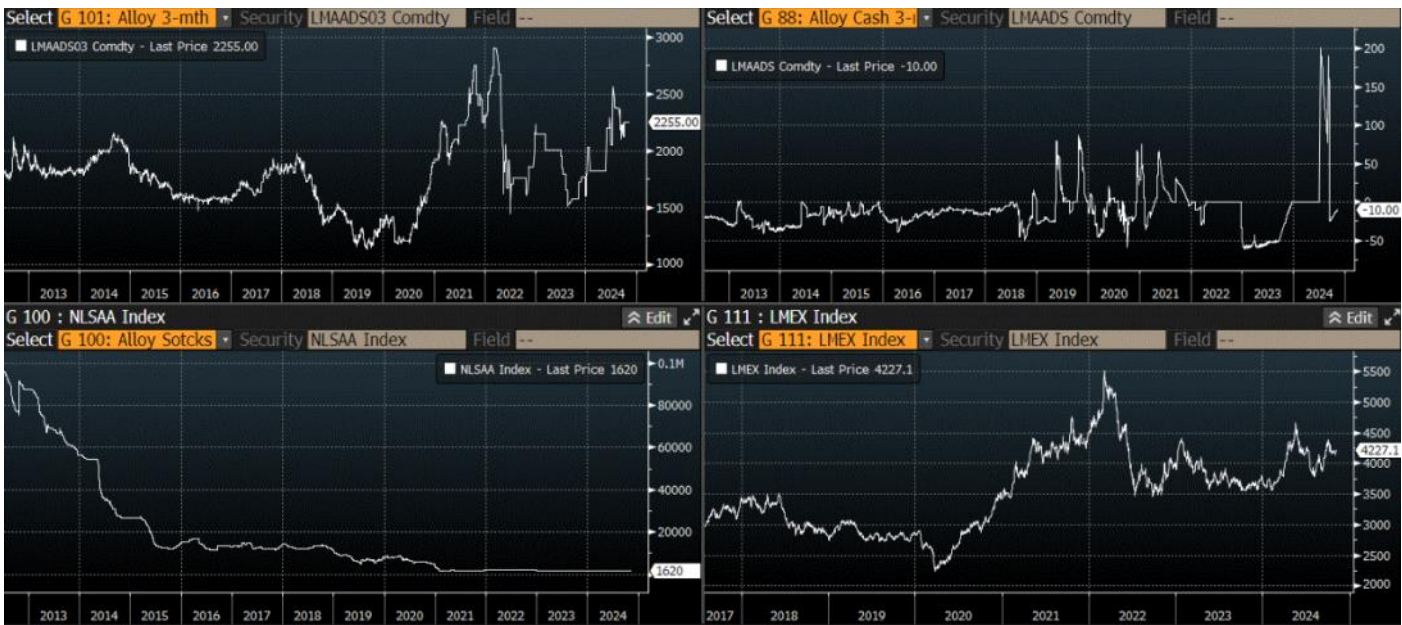 Select G 101: Alloy 3-mth Security LMAADS03 Comdty Field --
LMAADS03 Comdty - Last Price 2255.00
3000
2500
2255.00
2000
1500
1000
2013 2014 2015 2016 2017 2018 2019 2020 2021 2022 2023 2024
Select G 88: Alloy Cash 3-m Security LMAADS Comdty Field --
LMAADS Comdty - Last Price -10.00
200
150
100
50
0
-10.00
-50
2013 2014 2015 2016 2017 2018 2019 2020 2021 2022 2023 2024
G 100 : NLSAA Index Edit
Select G 100: Alloy Sotcks Security NLSAA Index Field --
NLSAA Index - Last Price 1620
0.1M
80000
60000
40000
20000
1620
2013 2014 2015 2016 2017 2018 2019 2020 2021 2022 2023 2024
G 111 : LMEX Index Edit
Select G 111: LMEX Index Security LMEX Index Field --
LMEX Index - Last Price 4227.1
5500
5000
4500
4227.1
4000
3500
3000
2500
2000
2017 2018 2019 2020 2021 2022 2023 2024